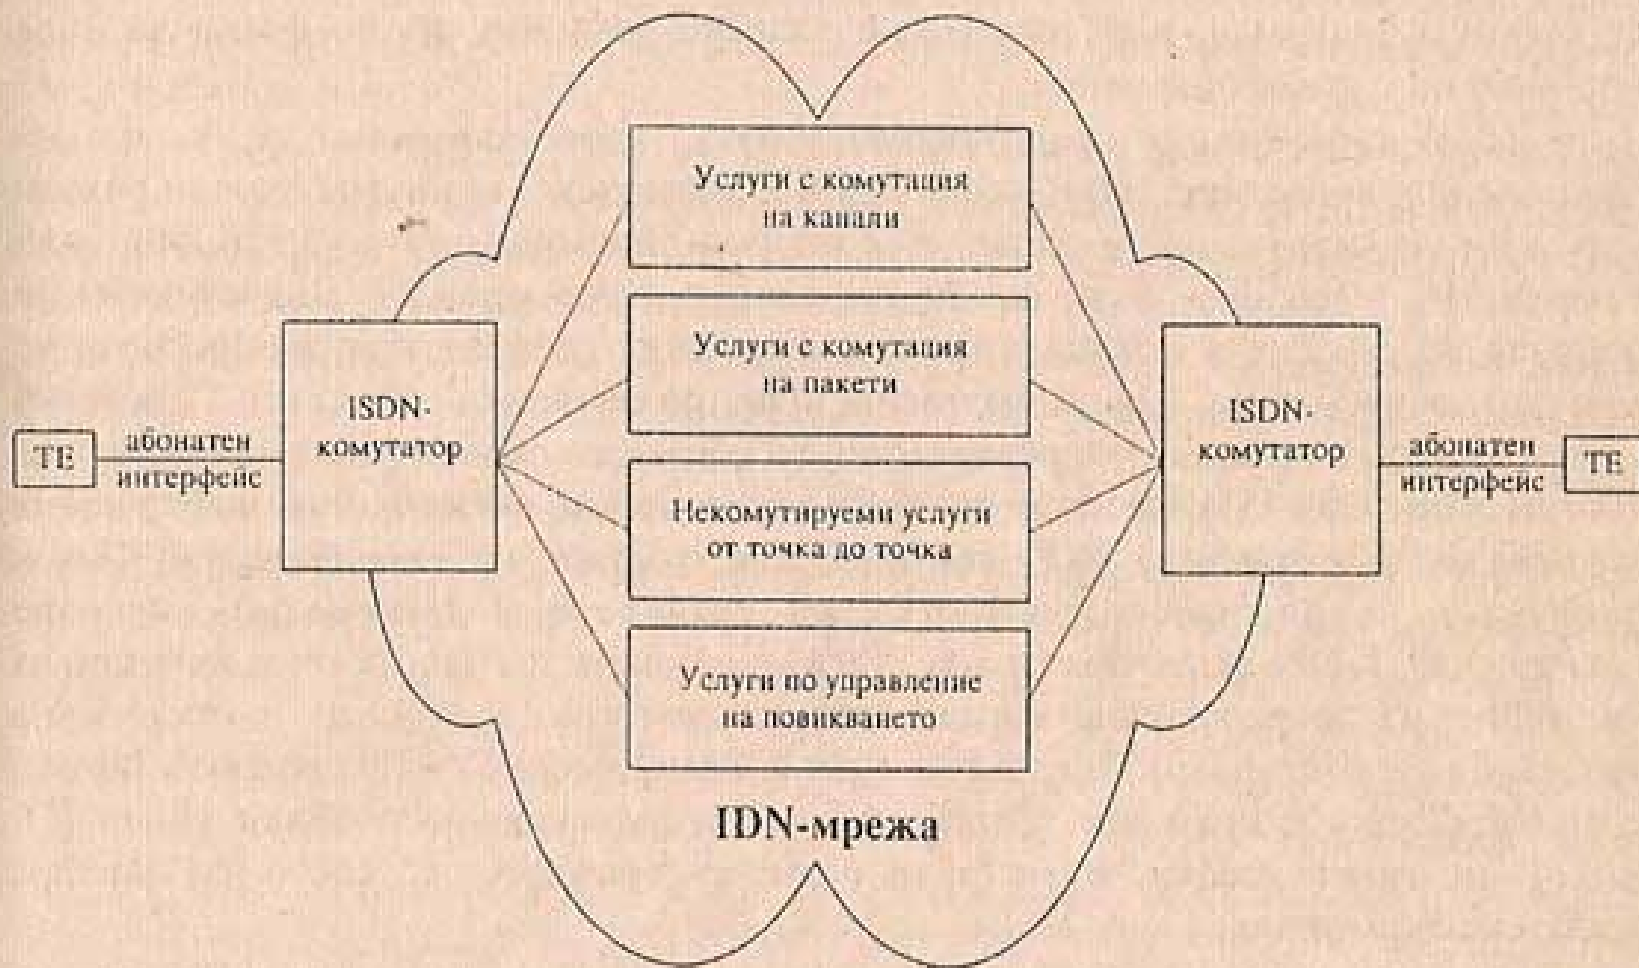 Услуги с комутация
на канали
Услуги с комутация
на пакети
ISDN-
комутатор
ISDN-
комутатор
TE
абонатен
интерфейс
абонатен
интерфейс
TE
Некомутируеми услуги
от точка до точка
Услуги по управление
на повикването
IDN-мрежа